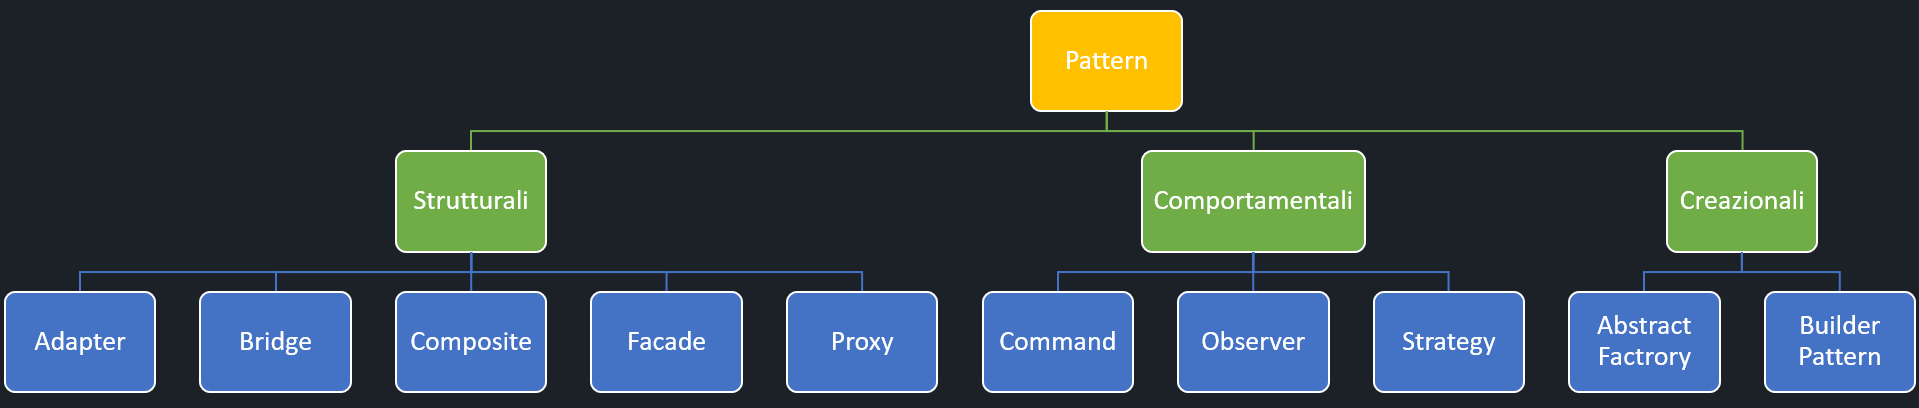 Pattern
Strutturali
Comportamentali
Creazionali
Adapter
Bridge
Composite
Facade
Proxy
Command
Observer
Strategy
Abstract
Factrory
Builder
Pattern